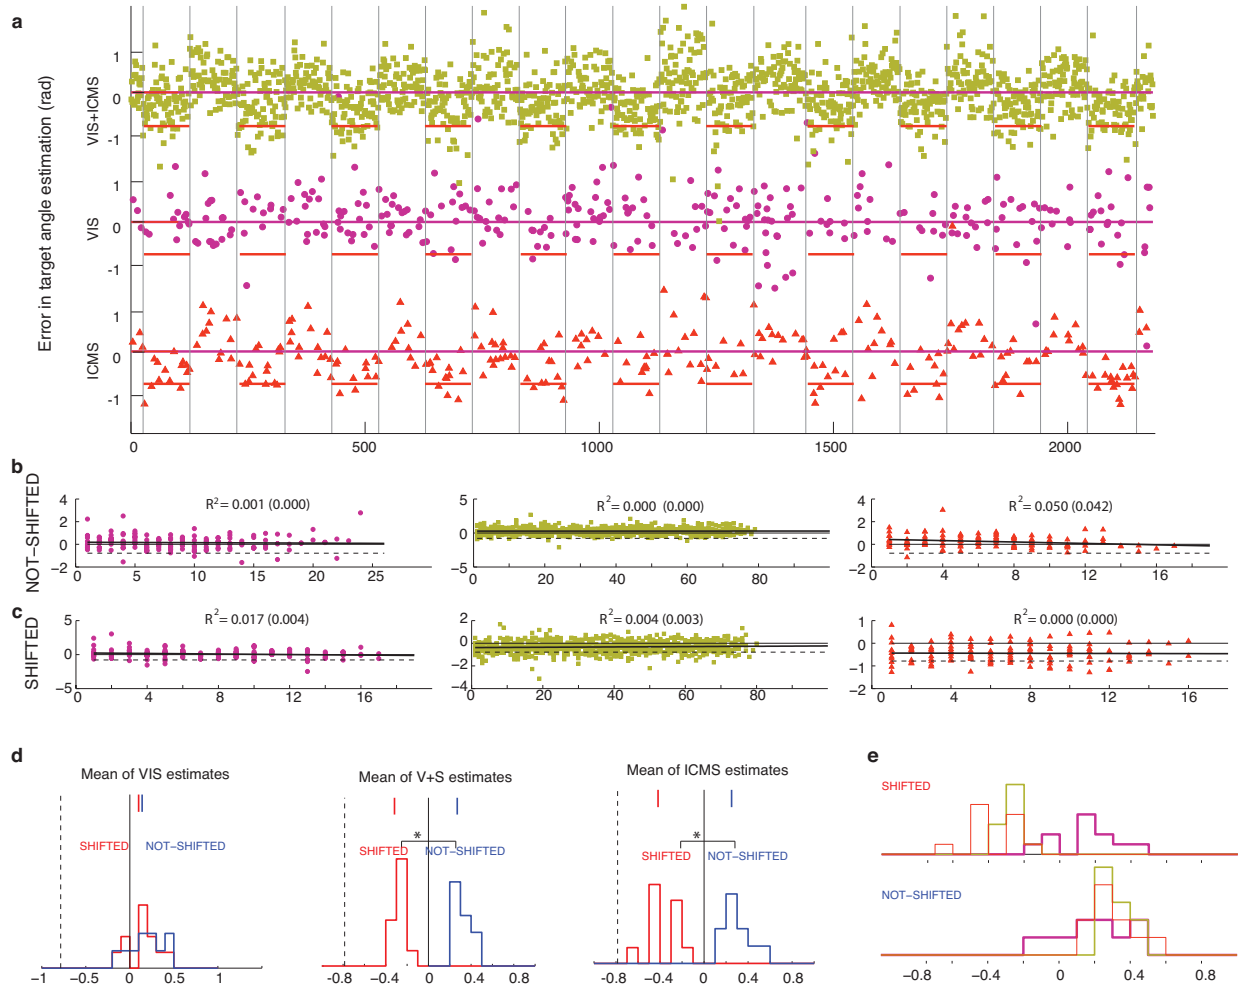 a
Error in target angle estimation (rad)
VIS+ICMS
1
0
-1
VIS
1
0
-1
ICMS
1
0
-1
0 500 1000 1500 2000
b
NOT−SHIFTED
4
2
0
−2
0 5 10 15 20 25
R² = 0.001 (0.000)
5
0
−5
0 20 40 60 80
R² = 0.000 (0.000)
4
2
0
−2
0 4 8 12 16
R² = 0.050 (0.042)
c
SHIFTED
5
0
−5
0 4 8 12 16
R² = 0.017 (0.004)
2
0
−2
−4
0 20 40 60 80
R² = 0.004 (0.003)
1
0
−1
−2
0 4 8 12 16
R² = 0.000 (0.000)
d
Mean of VIS estimates
SHIFTED NOT−SHIFTED
−1 −0.5 0 0.5 1
Mean of V+S estimates
*
SHIFTED NOT−SHIFTED
−0.8 −0.4 0 0.4 0.8
Mean of ICMS estimates
*
SHIFTED NOT−SHIFTED
−0.8 −0.4 0 0.4 0.8
e
SHIFTED
NOT−SHIFTED
−0.8 −0.4 0 0.4 0.8